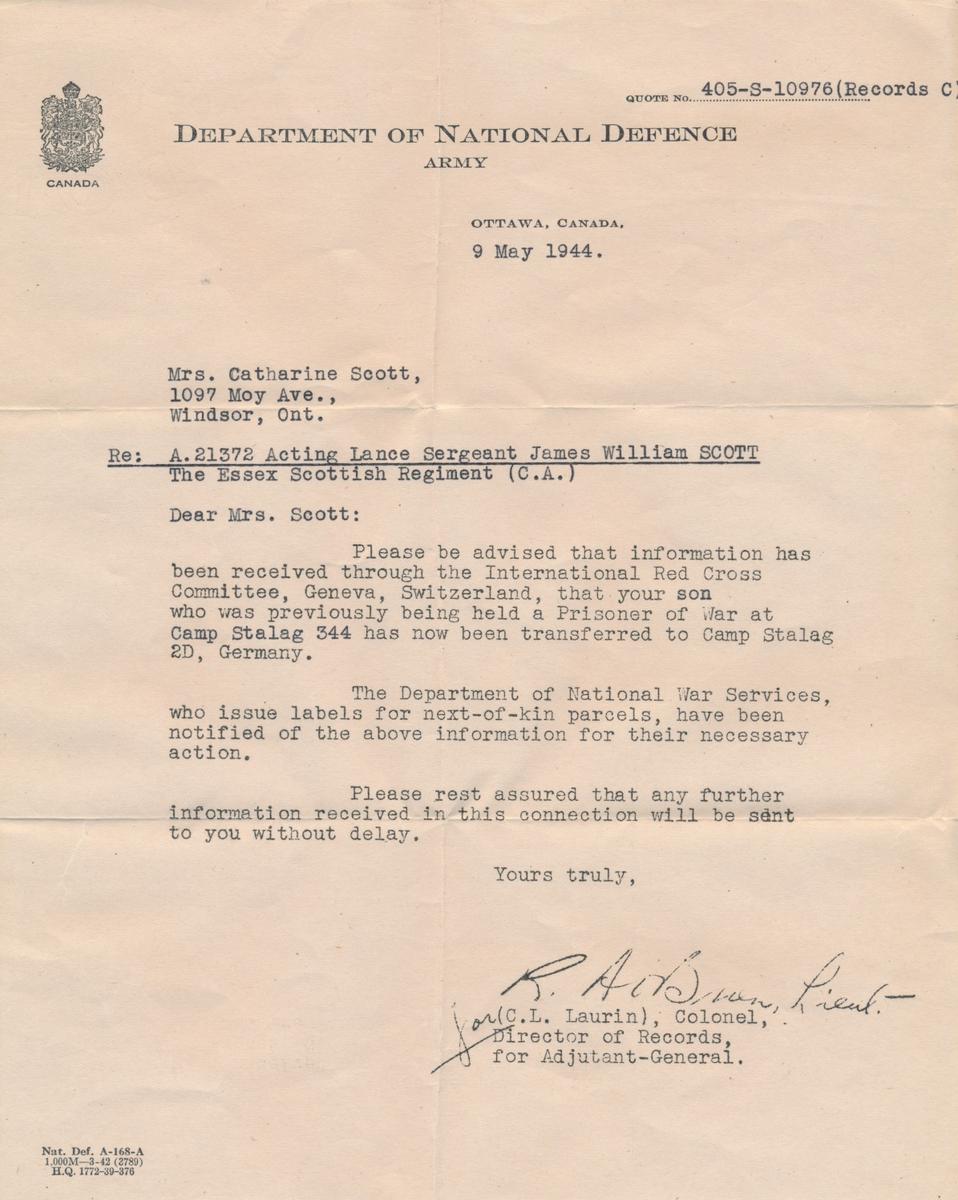 QUOTE NO. 405-S-10976(Records C)
DEPARTMENT OF NATIONAL DEFENCE
ARMY
CANADA
OTTAWA, CANADA,
9 May 1944.
Mrs. Catharine Scott,
1097 Moy Ave.,
Windsor, Ont.
Re: A.21372 Acting Lance Sergeant James William SCOTT
The Essex Scottish Regiment (C.A.)
Dear Mrs. Scott:
Please be advised that information has
been received through the International Red Cross
Committee, Geneva, Switzerland, that your son
who was previously being held a Prisoner of War at
Camp Stalag 344 has now been transferred to Camp Stalag
2D, Germany.
The Department of National War Services,
who issue labels for next-of-kin parcels, have been
notified of the above information for their necessary
action.
Please rest assured that any further
information received in this connection will be sent
to you without delay.
Yours truly,
R. A. Lieut.
for (C.L. Laurin), Colonel,
Director of Records,
for Adjutant-General.
Nat. Def. A-168-A
1,000M—3-42 (2789)
H.Q. 1772-39-376